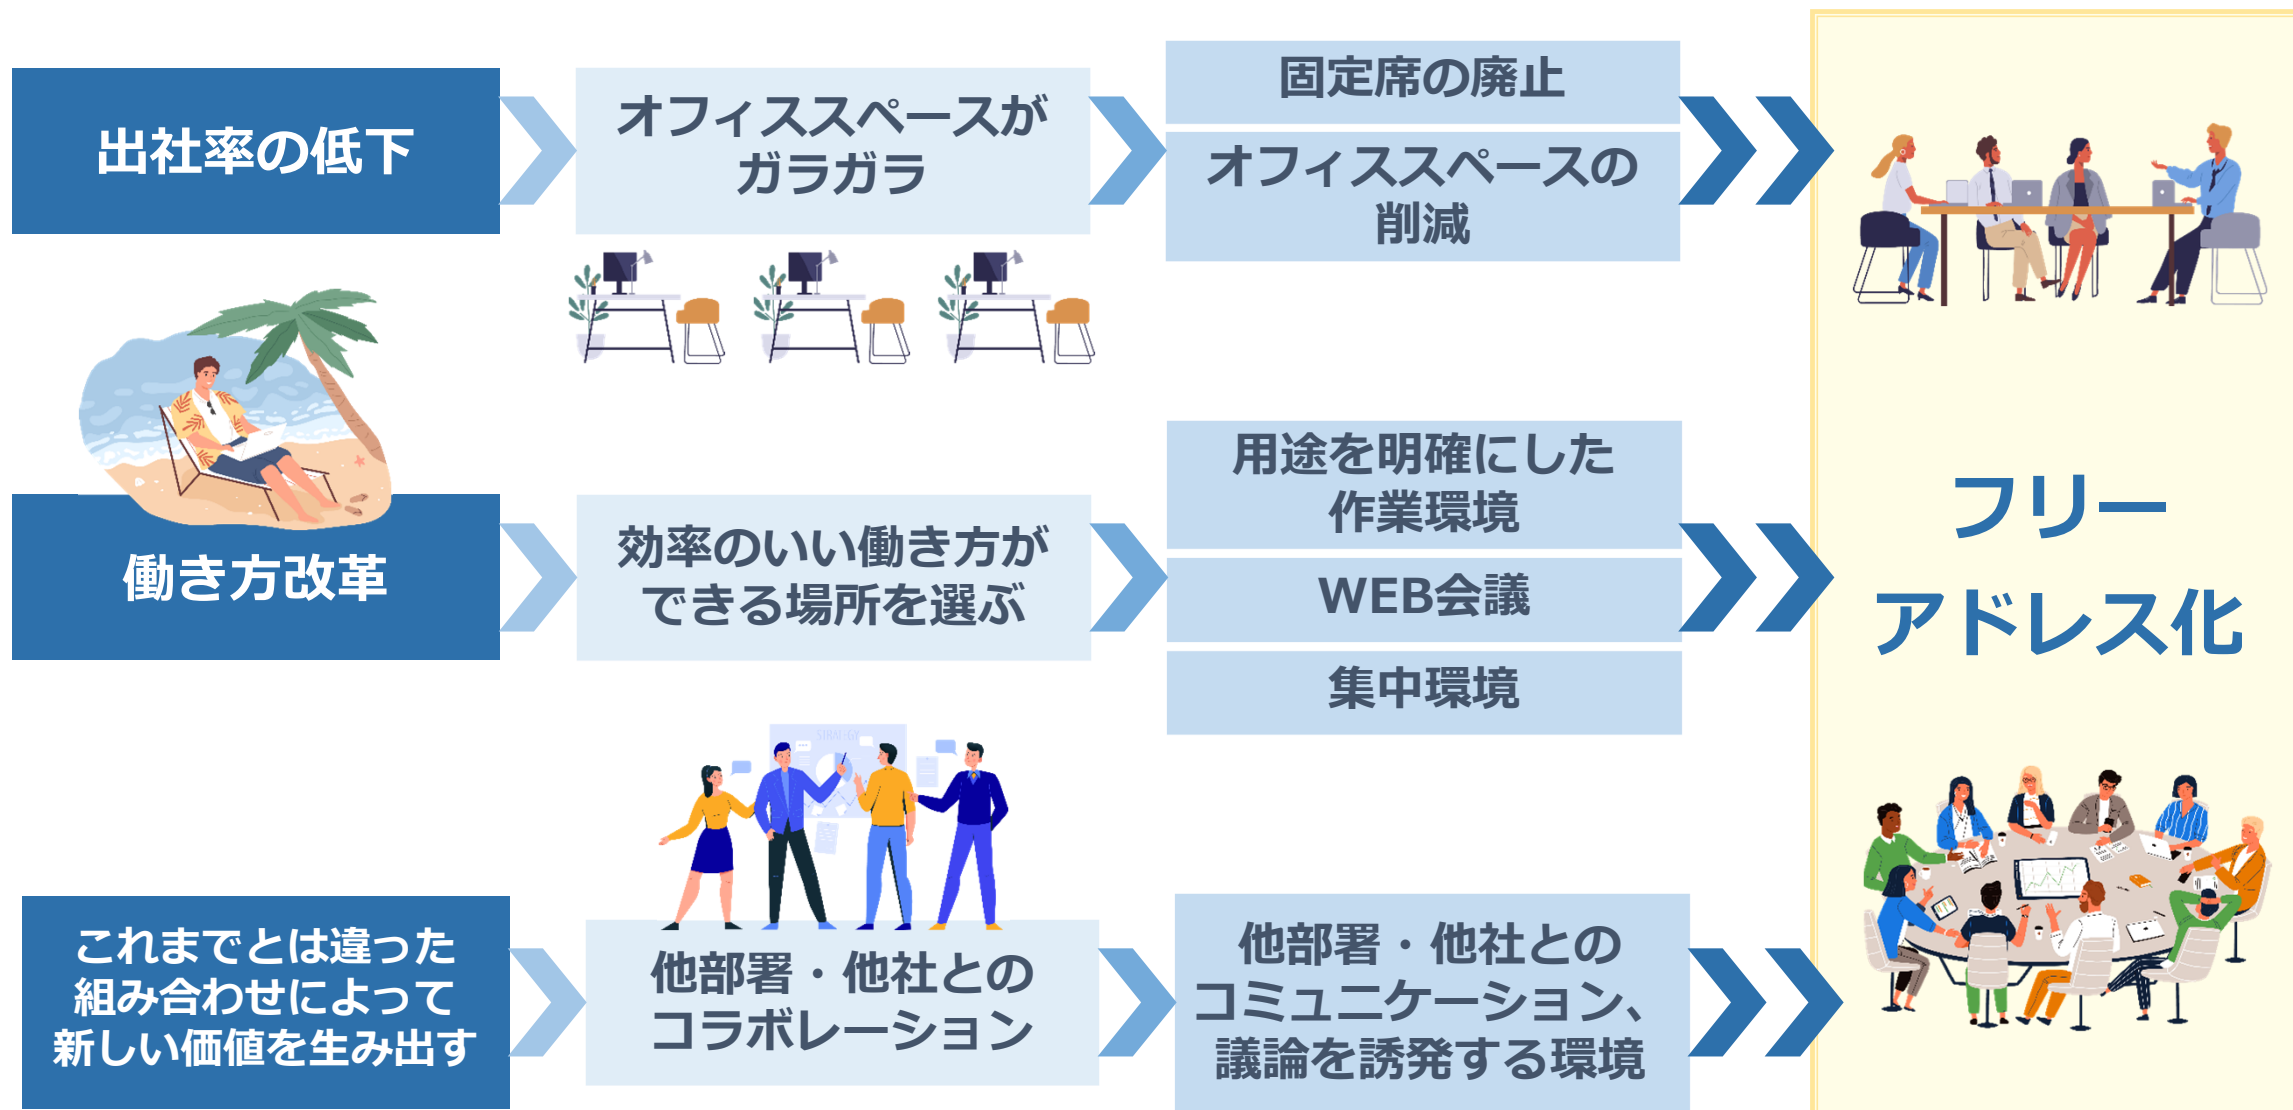 出社率の低下
オフィススペースが
ガラガラ
固定席の廃止
オフィススペースの
削減
働き方改革
効率のいい働き方が
できる場所を選ぶ
用途を明確にした
作業環境
WEB会議
集中環境
これまでとは違った
組み合わせによって
新しい価値を生み出す
STRATEGY
他部署・他社との
コラボレーション
他部署・他社との
コミュニケーション、
議論を誘発する環境
フリー
アドレス化